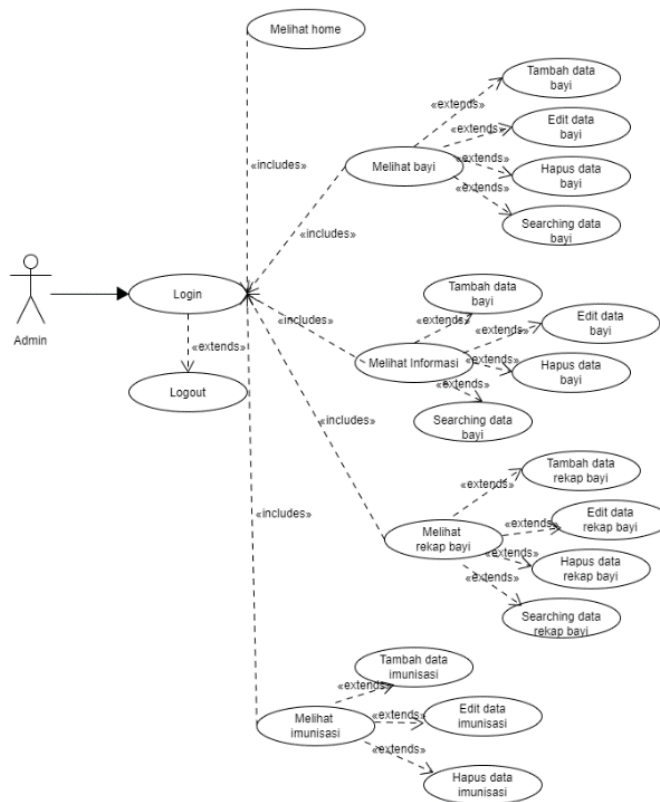 Melihat home
Tambah data
bayi
«extends»
Edit data
bayi
«extends»
Melihat bayi
«extends»
Hapus data
bayi
«extends»
Searching data
bayi
«includes»
«includes»
Admin
Login
«extends»
Logout
Tambah data
bayi
«extends»
Edit data
bayi
«extends»
«includes»
Melihat Informasi
Hapus data
bayi
«extends»
Searching data
bayi
«includes»
Tambah data
rekap bayi
«extends»
Edit data
rekap bayi
«extends»
Melihat
rekap bayi
«extends»
Hapus data
rekap bayi
«extends»
Searching data
rekap bayi
«includes»
Tambah data
imunisasi
«extends»
Melihat
imunisasi
«extends»
Edit data
imunisasi
«extends»
Hapus data
imunisasi